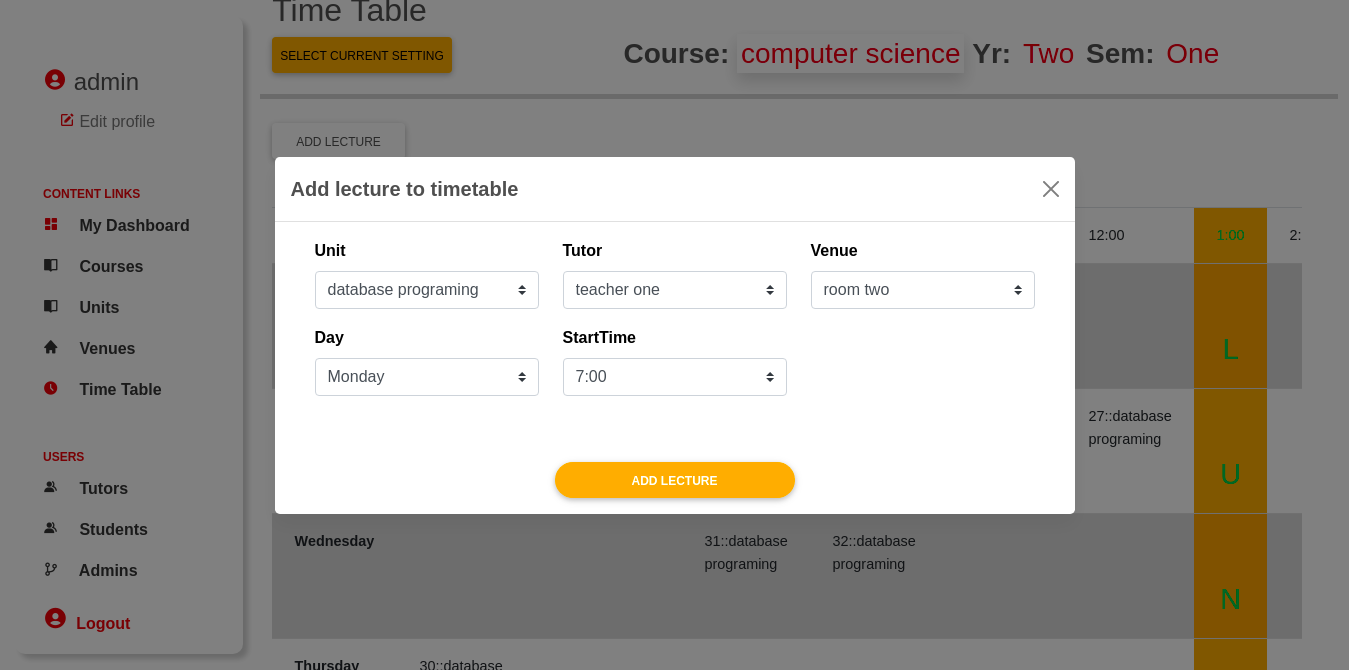 Time Table
SELECT CURRENT SETTING
Course: computer science Yr: Two Sem: One
admin
Edit profile
CONTENT LINKS
My Dashboard
Courses
Units
Venues
Time Table
USERS
Tutors
Students
Admins
Logout
ADD LECTURE
Add lecture to timetable
Unit
Tutor
Venue
database programing
teacher one
room two
Day
StartTime
Monday
7:00
ADD LECTURE
12:00
1:00
2:
L
27::database
programing
U
Wednesday
31::database
programing
32::database
programing
N
Thursday
30::database